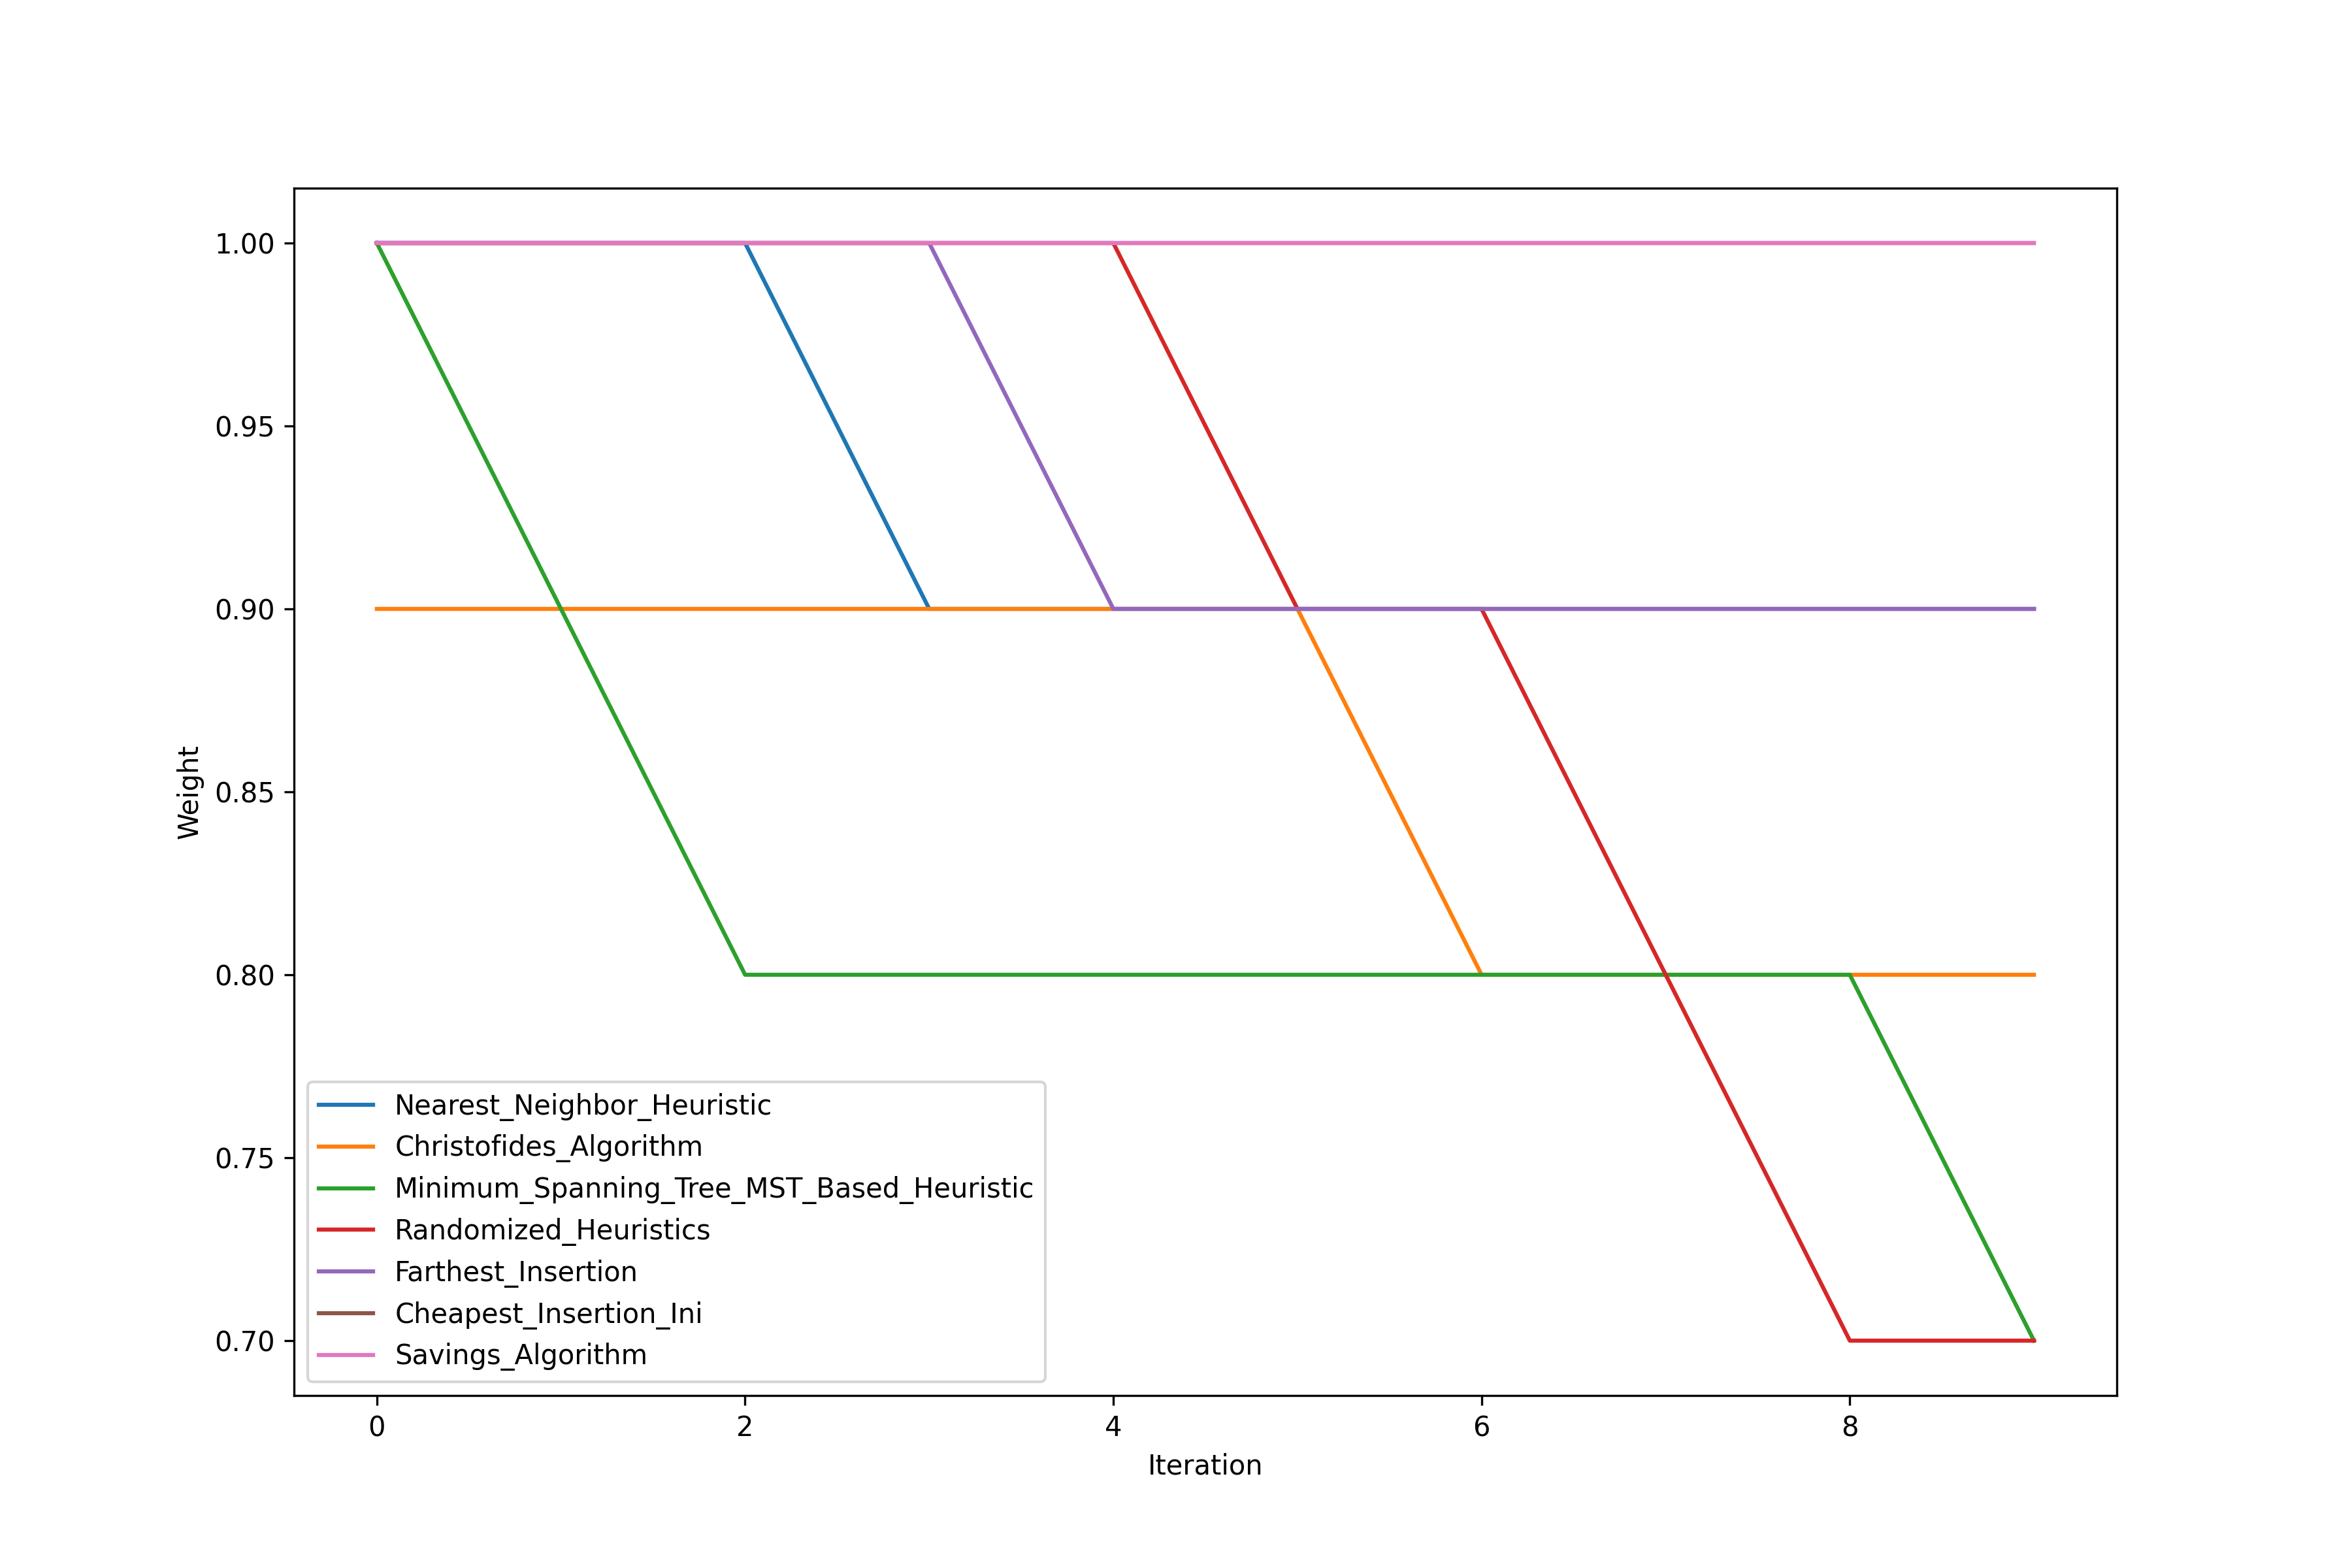 1.00
0.95
0.90
0.85
0.80
0.75
0.70
Weight
Nearest_Neighbor_Heuristic
Christofides_Algorithm
Minimum_Spanning_Tree_MST_Based_Heuristic
Randomized_Heuristics
Farthest_Insertion
Cheapest_Insertion_Ini
Savings_Algorithm
0 2 4 6 8
Iteration